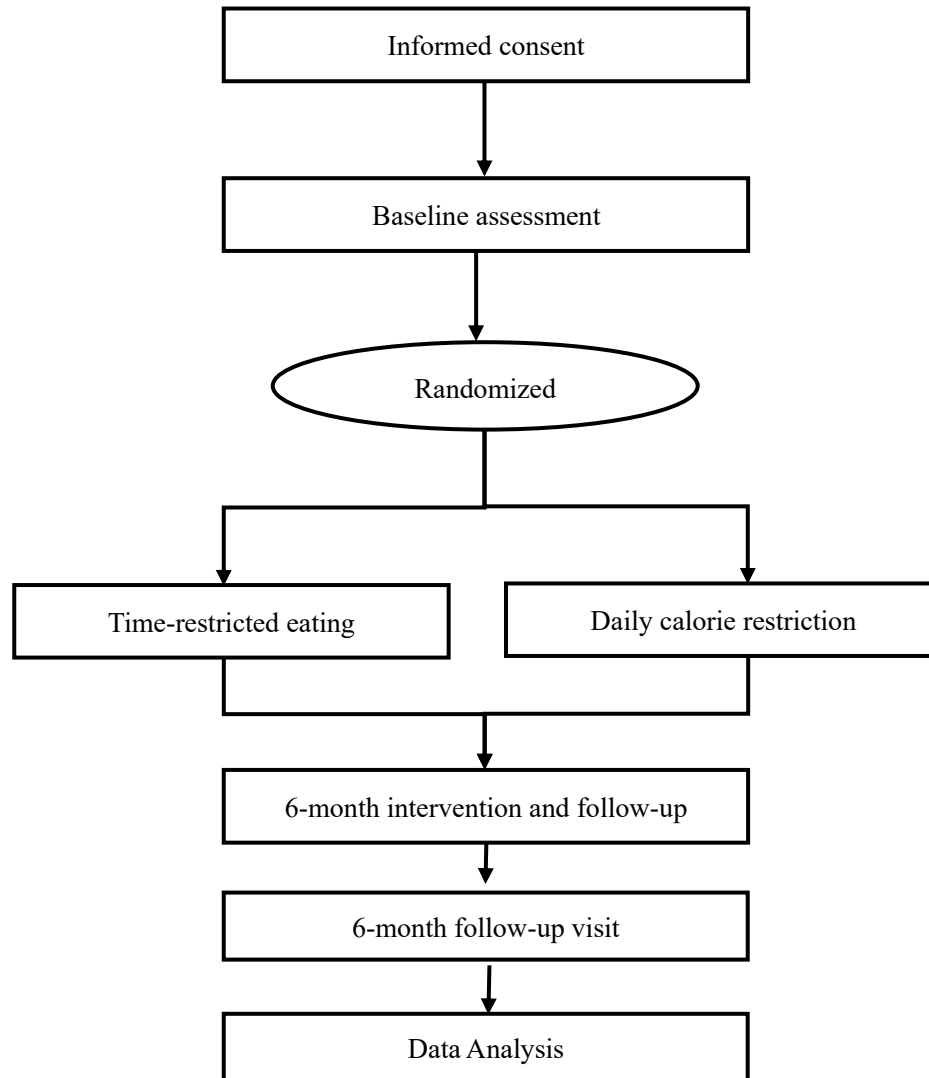 Informed consent
Baseline assessment
Randomized
Time-restricted eating
Daily calorie restriction
6-month intervention and follow-up
6-month follow-up visit
Data Analysis